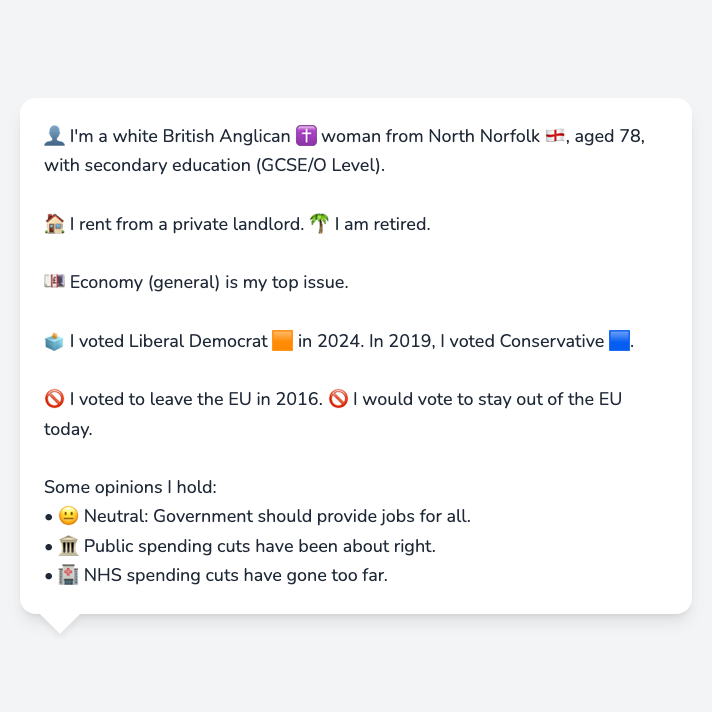 👤 I'm a white British Anglican ✝️ woman from North Norfolk 🏴󠁧󠁢󠁥󠁮󠁧󠁿, aged 78,
with secondary education (GCSE/O Level).
🏠 I rent from a private landlord. 🌴 I am retired.
💷 Economy (general) is my top issue.
🗳️ I voted Liberal Democrat 🟧 in 2024. In 2019, I voted Conservative 🟦.
🚫 I voted to leave the EU in 2016. 🚫 I would vote to stay out of the EU
today.
Some opinions I hold:
• 😐 Neutral: Government should provide jobs for all.
• 🏛️ Public spending cuts have been about right.
• 🏥 NHS spending cuts have gone too far.